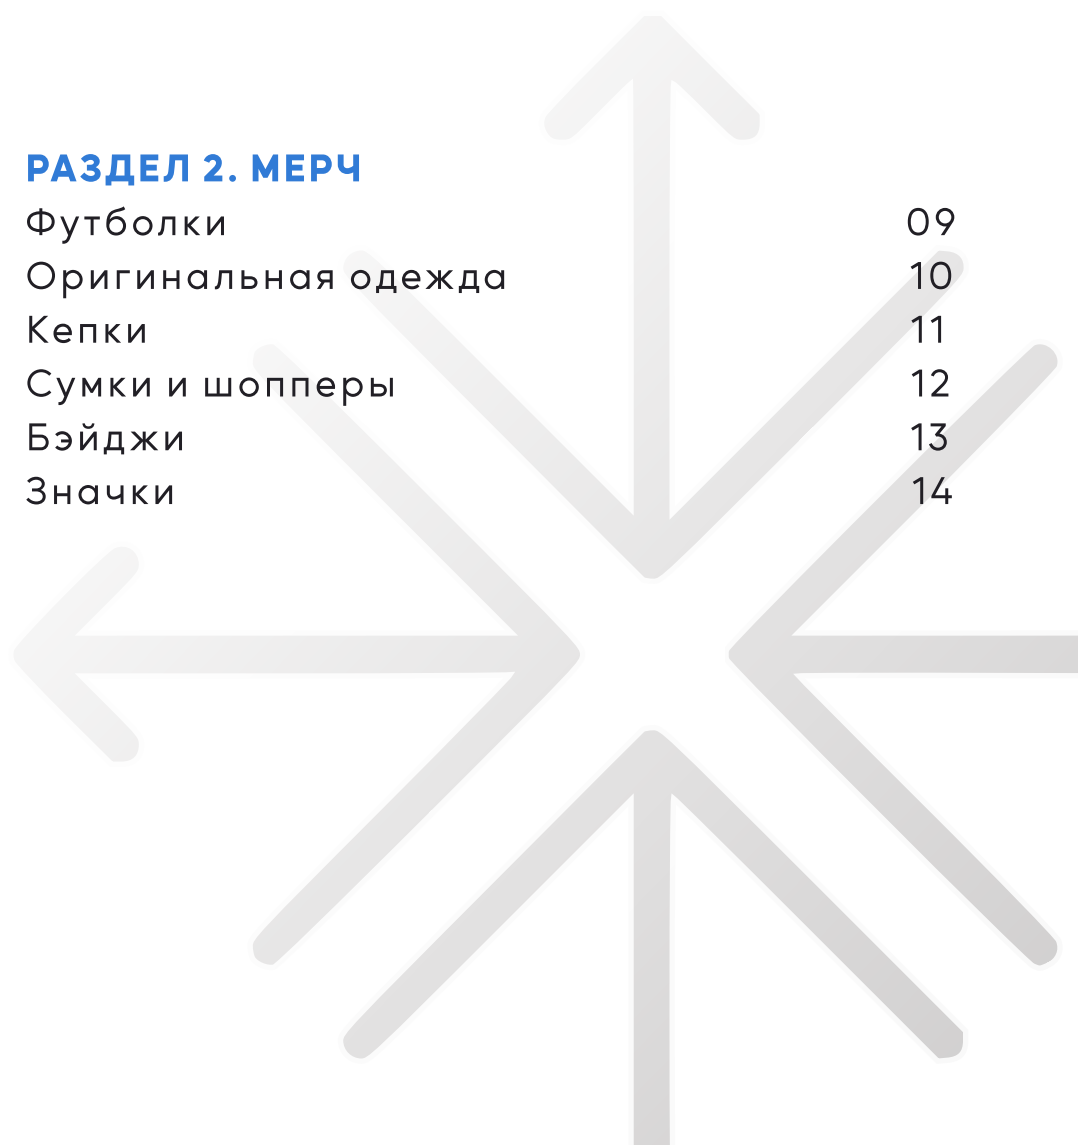 РАЗДЕЛ 2. МЕРЧ
Футболки 09
Оригинальная одежда 10
Кепки 11
Сумки и шопперы 12
Бэйджи 13
Значки 14